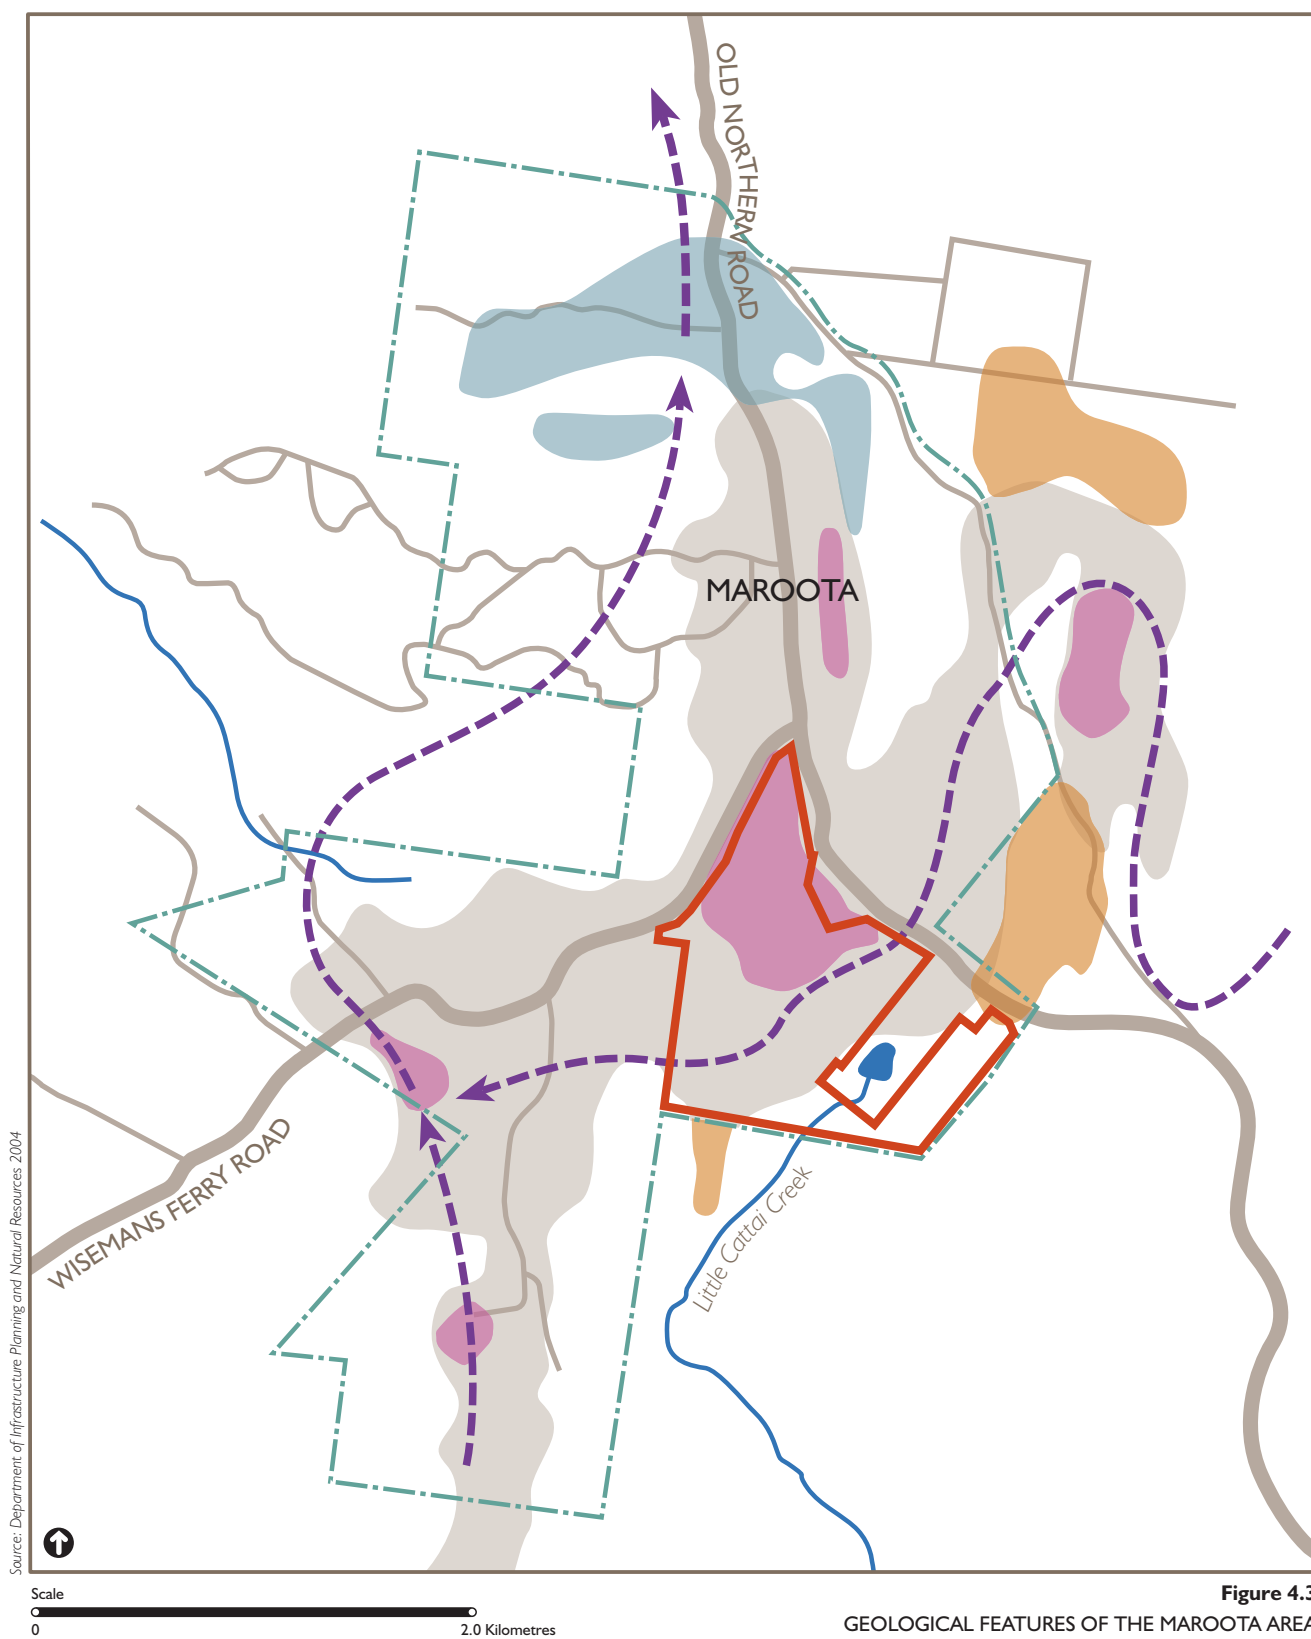 OLD NORTHERN ROAD
MAROOTA
WISEMANS FERRY ROAD
Little Cattai Creek
Source: Department of Infrastructure Planning and Natural Resources 2004
Scale
0
2.0 Kilometres
Figure 4.3
GEOLOGICAL FEATURES OF THE MAROOTA AREA